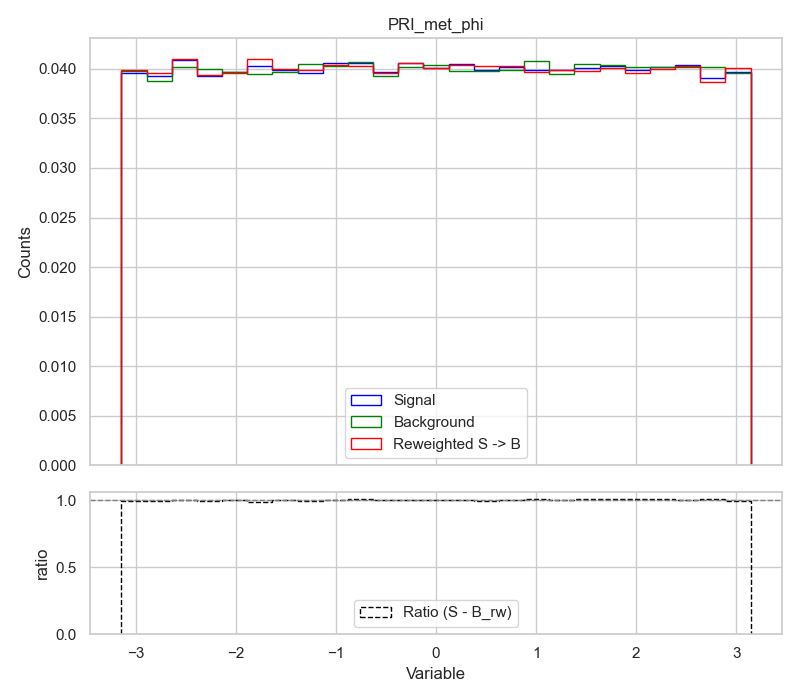 PRI_met_phi
0.040
0.035
0.030
0.025
0.020
0.015
0.010
0.005
0.000
Counts
Signal
Background
Reweighted S -> B
1.0
0.5
0.0
ratio
Ratio (S - B_rw)
−3 −2 −1 0 1 2 3
Variable